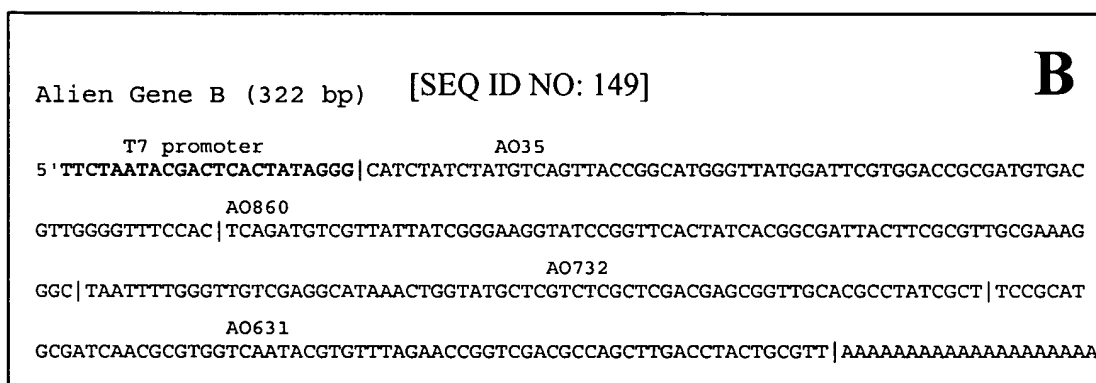 B
Alien Gene B (322 bp) [SEQ ID NO: 149]
T7 promoter AO35
5'TTCTAATACGACTCACTATAGGG|CATCTATCTATGTCAGTTACCGGCATGGGTTATGGATTCGTGGACCGCGATGTGAC
AO860
GTTGGGGTTTCCAC|TCAGATGTCGTTATTATCGGGAAGGTATCCGGTTCACTATCACGGCGATTACTTCGCGTTGCGAAAG
AO732
GGC|TAATTTTGGGTTGTCGAGGCATAAACTGGTATGCTCGTCTCGCTCGACGAGCGGTTGCACGCCTATCGCT|TCCGCAT
AO631
GCGATCAACGCGTGGTCAATACGTGTTTAGAACCGGTCGACGCCAGCTTGACCTACTGCGTT|AAAAAAAAAAAAAAAAAAAA